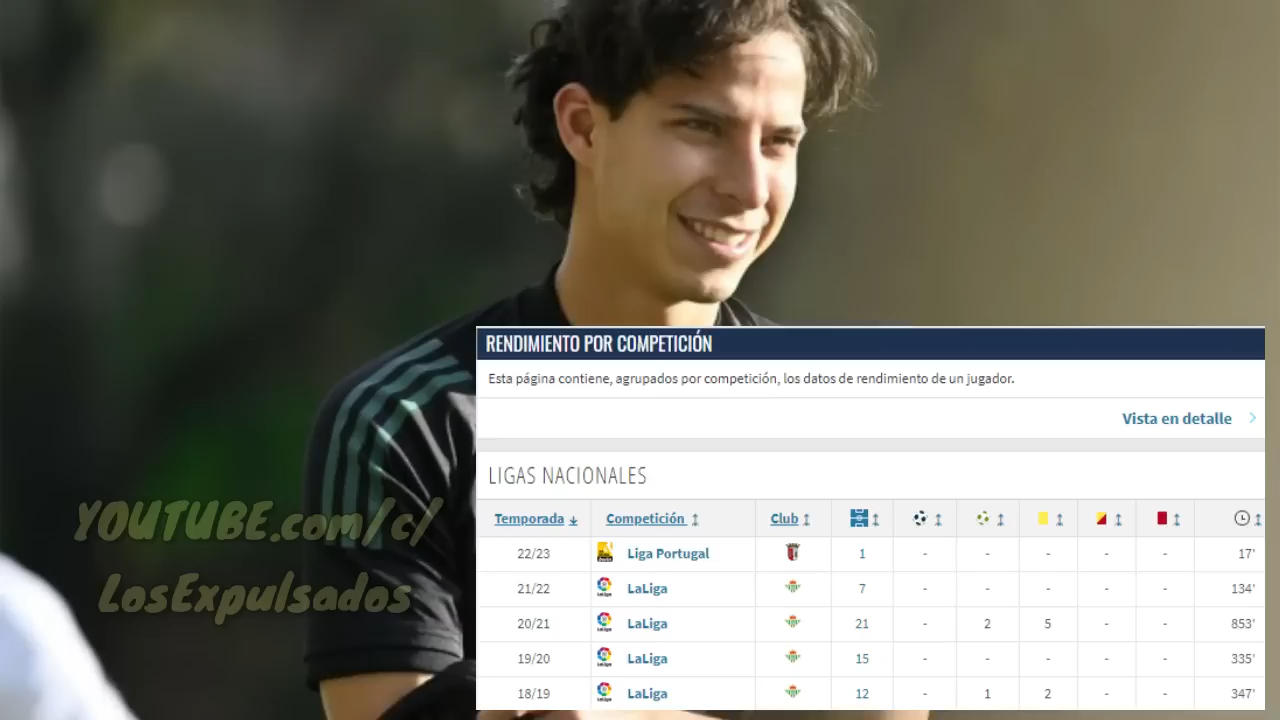 RENDIMIENTO POR COMPETICIÓN
Esta página contiene, agrupados por competición, los datos de rendimiento de un jugador.
Vista en detalle
LIGAS NACIONALES
Temporada Competición Club
22/23 Liga Portugal 1 - - - - - 17'
21/22 LaLiga 7 - - - - - 134'
20/21 LaLiga 21 - 2 5 - - 853'
19/20 LaLiga 15 - - - - - 335'
18/19 LaLiga 12 - 1 2 - - 347'
YOUTUBE.com/c/
LosExpulsados